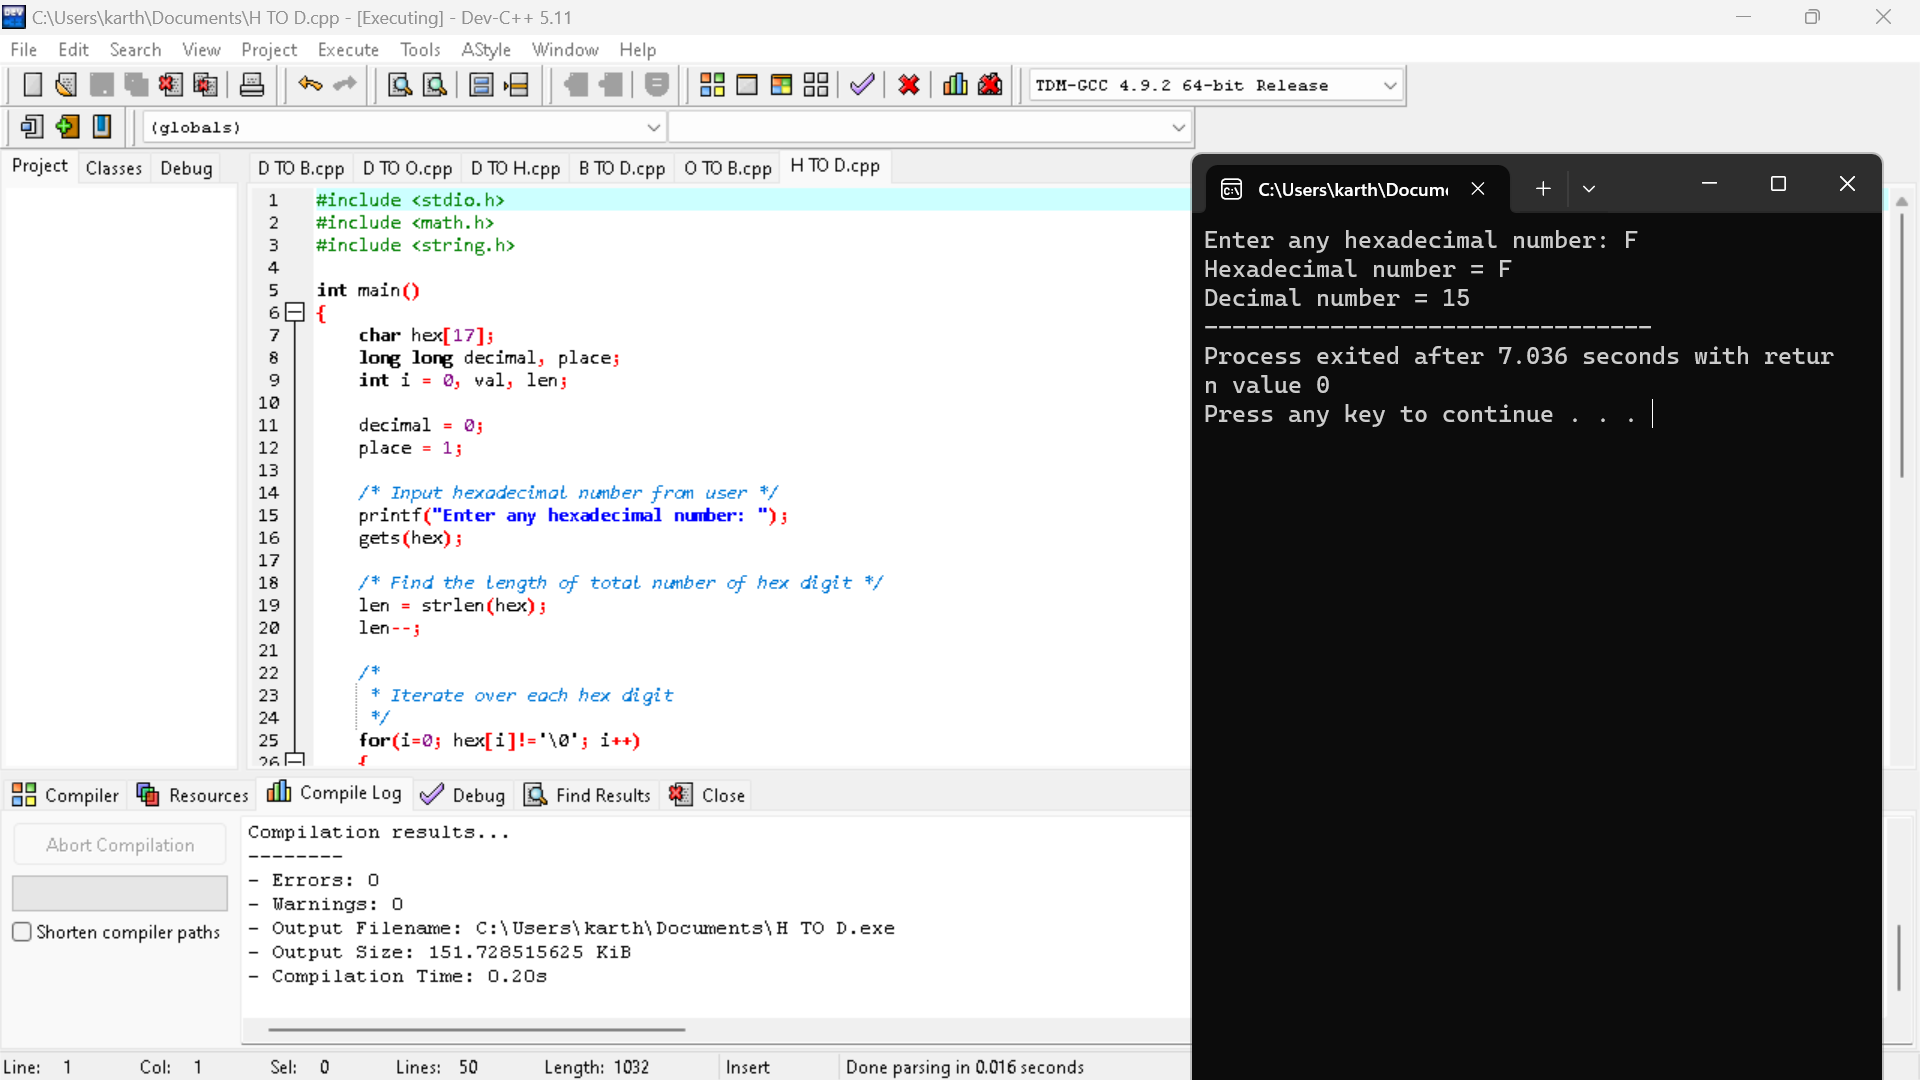 C:\Users\karth\Documents\H TO D.cpp - [Executing] - Dev-C++ 5.11
File Edit Search View Project Execute Tools AStyle Window Help
TDM-GCC 4.9.2 64-bit Release
(globals)
Project Classes Debug
D TO B.cpp D TO O.cpp D TO H.cpp B TO D.cpp O TO B.cpp H TO D.cpp
1 #include <stdio.h>
2 #include <math.h>
3 #include <string.h>
4
5 int main()
6 {
7 char hex[17];
8 long long decimal, place;
9 int i = 0, val, len;
10
11 decimal = 0;
12 place = 1;
13
14 /* Input hexadecimal number from user */
15 printf("Enter any hexadecimal number: ");
16 gets(hex);
17
18 /* Find the length of total number of hex digit */
19 len = strlen(hex);
20 len--;
21
22 /*
23 * Iterate over each hex digit
24 */
25 for(i=0; hex[i]!='\0'; i++)
26 {
C:\Users\karth\Docum
Enter any hexadecimal number: F
Hexadecimal number = F
Decimal number = 15
--------------------------------
Process exited after 7.036 seconds with retur
n value 0
Press any key to continue . . .
Compiler Resources Compile Log Debug Find Results Close
Abort Compilation
Shorten compiler paths
Compilation results...
--------
- Errors: 0
- Warnings: 0
- Output Filename: C:\Users\karth\Documents\H TO D.exe
- Output Size: 151.728515625 KiB
- Compilation Time: 0.20s
Line: 1 Col: 1 Sel: 0 Lines: 50 Length: 1032 Insert Done parsing in 0.016 seconds